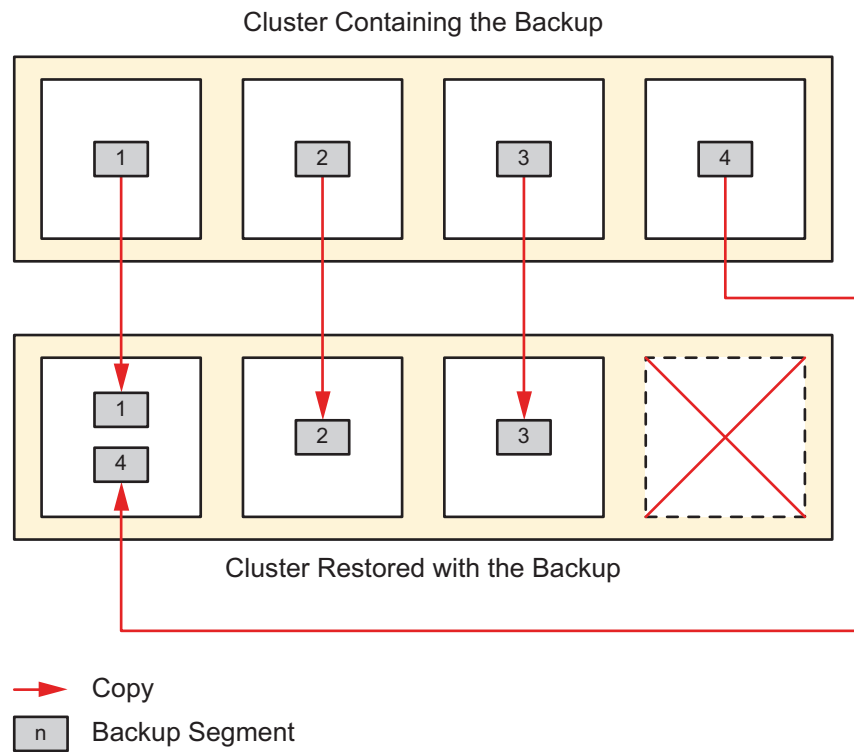 Cluster Containing the Backup
1
2
3
4
1
4
2
3
Cluster Restored with the Backup
Copy
n
Backup Segment